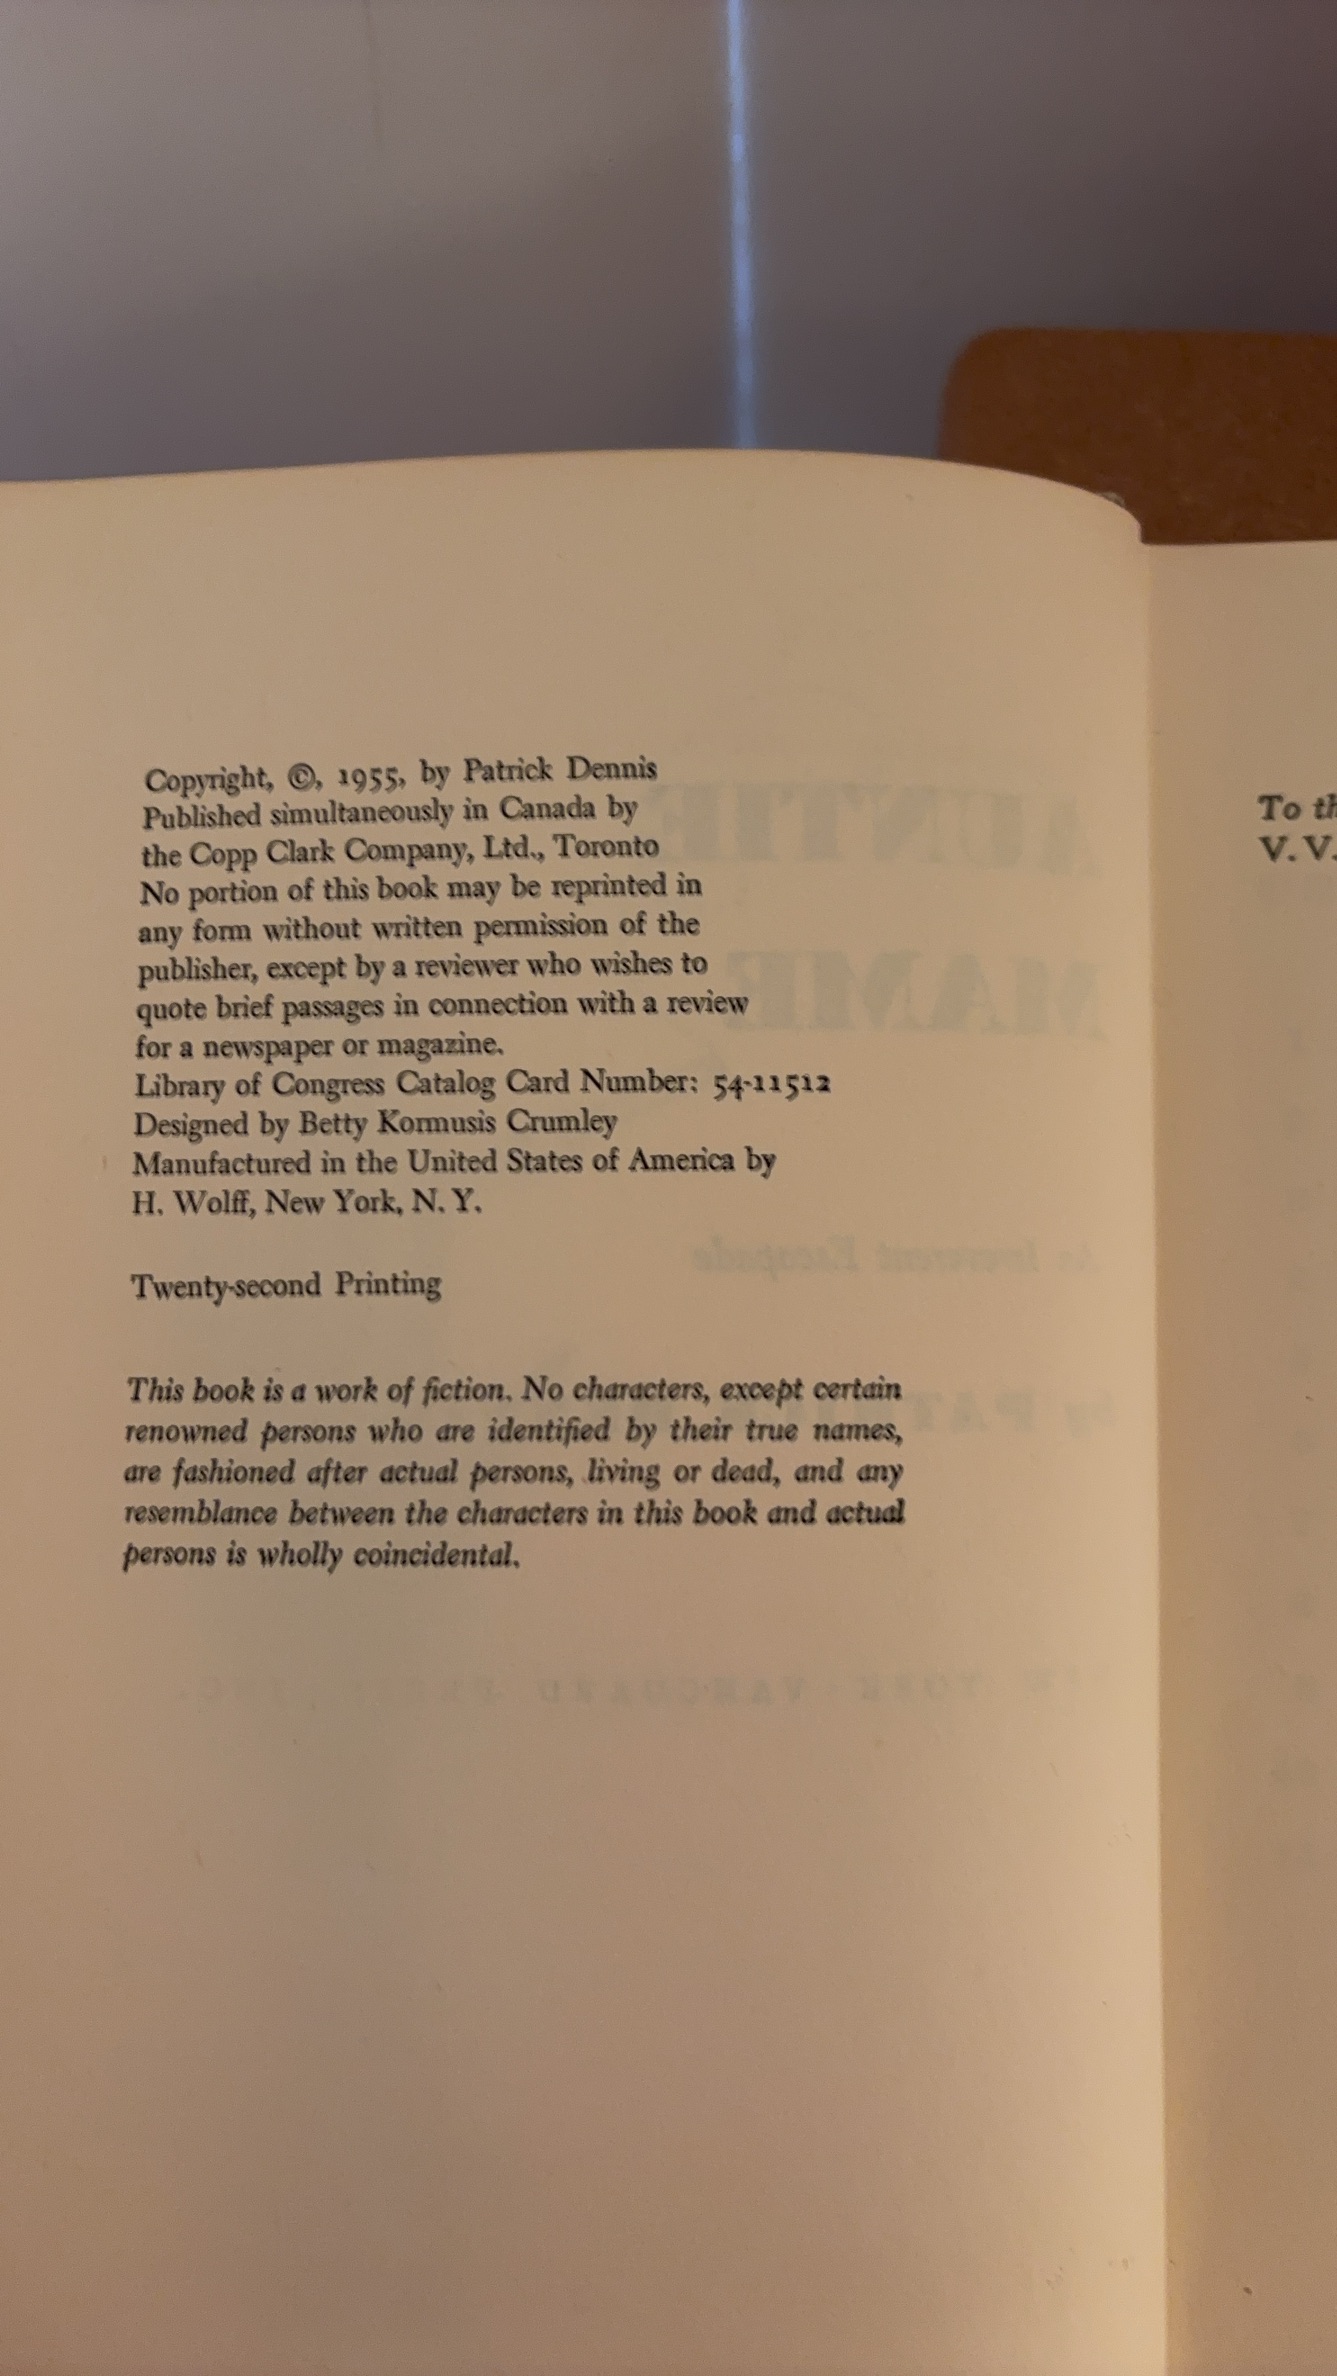 Copyright, ©, 1955, by Patrick Dennis
Published simultaneously in Canada by
the Copp Clark Company, Ltd., Toronto
No portion of this book may be reprinted in
any form without written permission of the
publisher, except by a reviewer who wishes to
quote brief passages in connection with a review
for a newspaper or magazine.
Library of Congress Catalog Card Number: 54-11512
Designed by Betty Kormusis Crumley
Manufactured in the United States of America by
H. Wolff, New York, N. Y.
Twenty-second Printing
This book is a work of fiction. No characters, except certain
renowned persons who are identified by their true names,
are fashioned after actual persons, living or dead, and any
resemblance between the characters in this book and actual
persons is wholly coincidental.
To th
V. V.